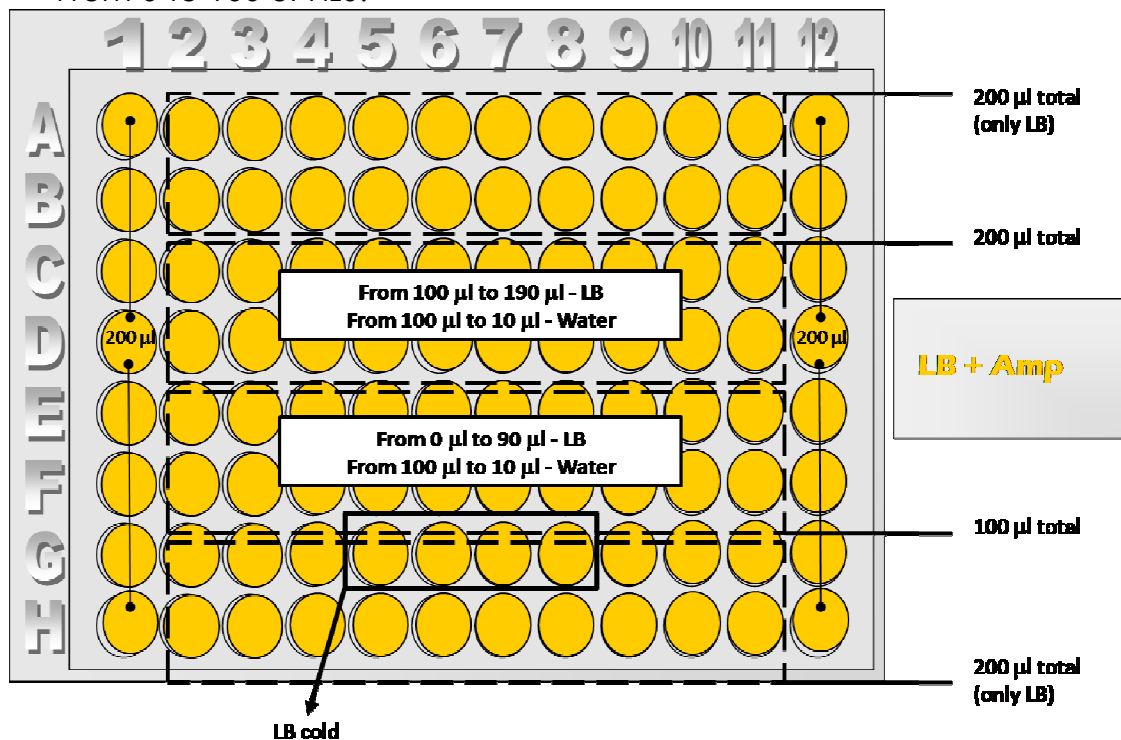 1 2 3 4 5 6 7 8 9 10 11 12
200 µl total
(only LB)
A
B
200 µl total
C
From 100 µl to 190 µl - LB
From 100 µl to 10 µl - Water
D
200 µl
200 µl
LB + Amp
E
From 0 µl to 90 µl - LB
From 100 µl to 10 µl - Water
F
100 µl total
G
H
200 µl total
(only LB)
LB cold